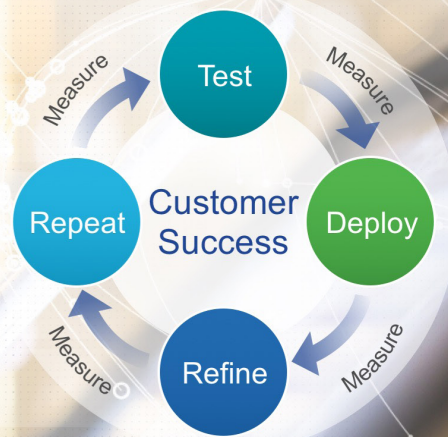 Test
Measure
Measure
Repeat
Customer
Success
Deploy
Measure
Measure
Refine